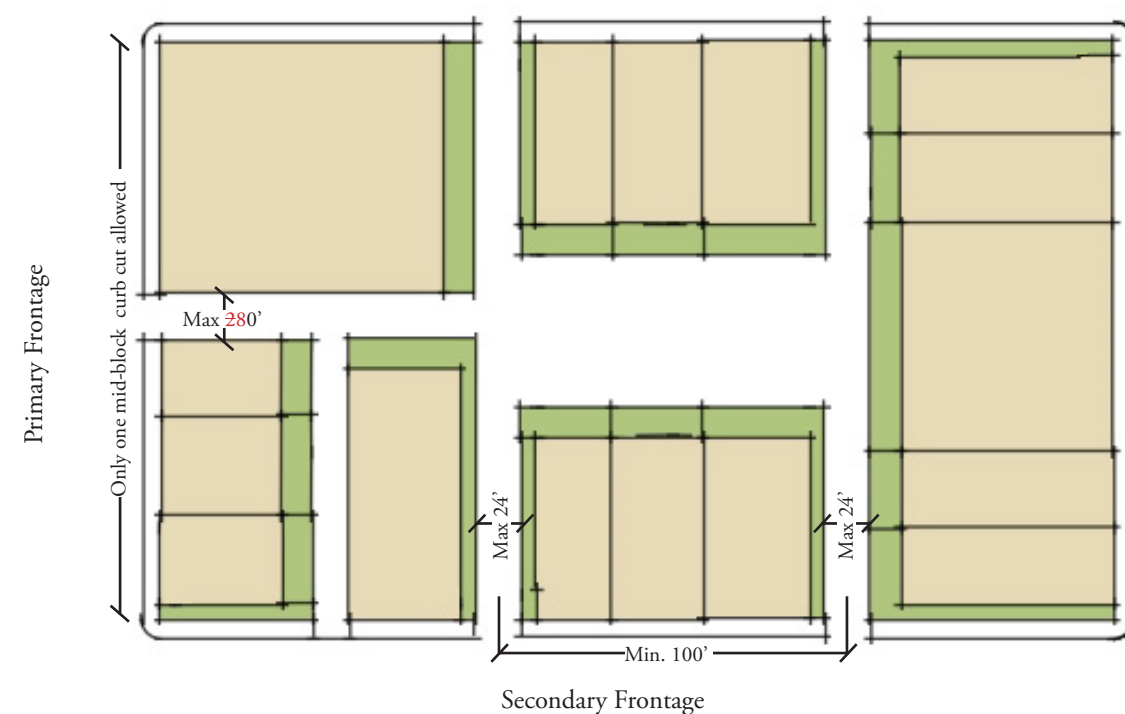 Primary Frontage
Only one mid-block curb cut allowed
Max 280’
Max 24’
Max 24’
Min. 100’
Secondary Frontage